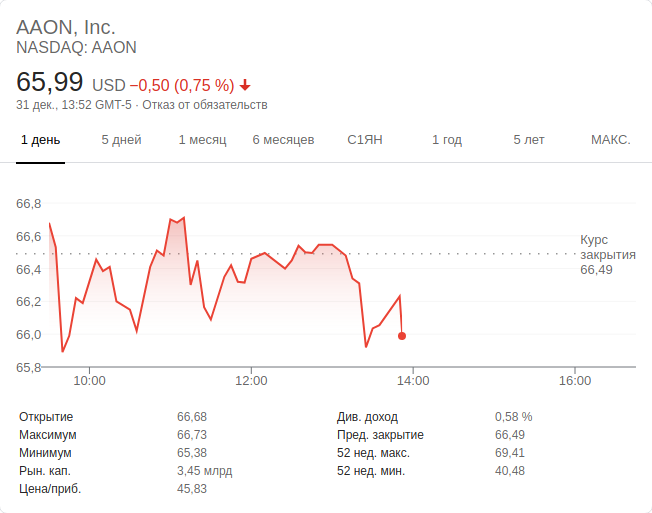 AAON, Inc.
NASDAQ: AAON
65,99 USD −0,50 (0,75 %)
31 дек., 13:52 GMT-5 · Отказ от обязательств
1 день 5 дней 1 месяц 6 месяцев С1ЯН 1 год 5 лет МАКС.
66,8
66,6
66,4
66,2
66,0
65,8
Курс
закрытия
66,49
10:00 12:00 14:00 16:00
Открытие 66,68 Див. доход 0,58 %
Максимум 66,73 Пред. закрытие 66,49
Минимум 65,38 52 нед. макс. 69,41
Рын. кап. 3,45 млрд 52 нед. мин. 40,48
Цена/приб. 45,83